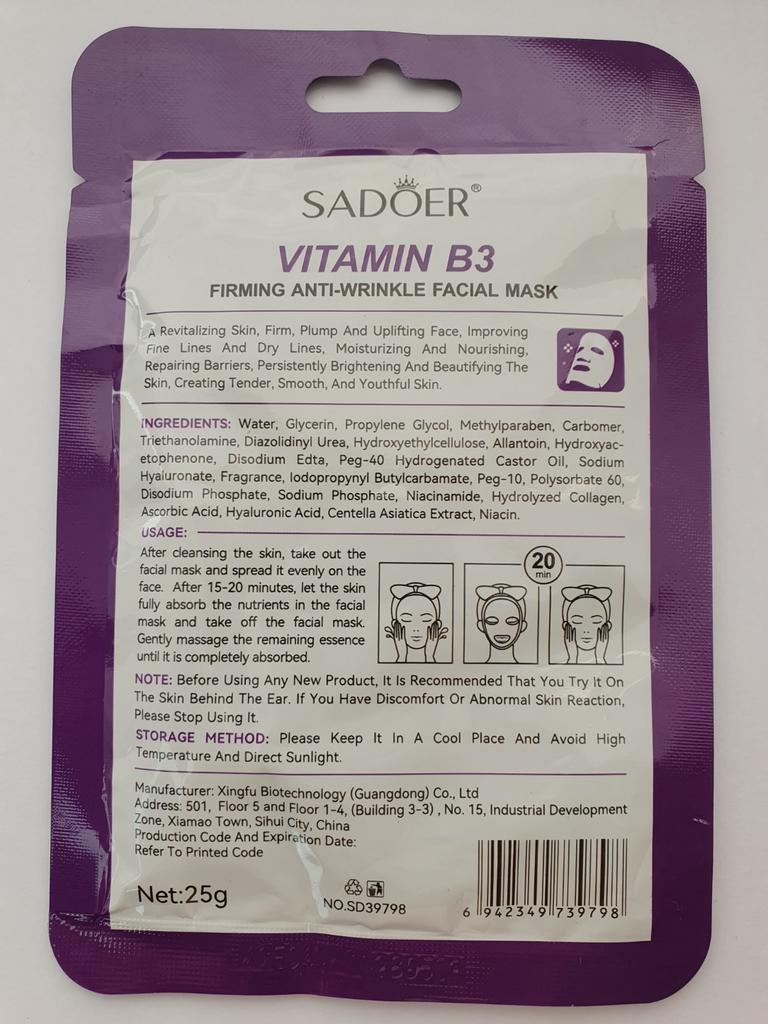 SADOER®
VITAMIN B3
FIRMING ANTI-WRINKLE FACIAL MASK
A Revitalizing Skin, Firm, Plump And Uplifting Face, Improving
Fine Lines And Dry Lines, Moisturizing And Nourishing,
Repairing Barriers, Persistently Brightening And Beautifying The
Skin, Creating Tender, Smooth, And Youthful Skin.
INGREDIENTS: Water, Glycerin, Propylene Glycol, Methylparaben, Carbomer,
Triethanolamine, Diazolidinyl Urea, Hydroxyethylcellulose, Allantoin, Hydroxyac-
etophenone, Disodium Edta, Peg-40 Hydrogenated Castor Oil, Sodium
Hyaluronate, Fragrance, Iodopropynyl Butylcarbamate, Peg-10, Polysorbate 60,
Disodium Phosphate, Sodium Phosphate, Niacinamide, Hydrolyzed Collagen,
Ascorbic Acid, Hyaluronic Acid, Centella Asiatica Extract, Niacin.
USAGE:
After cleansing the skin, take out the
facial mask and spread it evenly on the
face. After 15-20 minutes, let the skin
fully absorb the nutrients in the facial
mask and take off the facial mask.
Gently massage the remaining essence
until it is completely absorbed.
20
min
NOTE: Before Using Any New Product, It Is Recommended That You Try It On
The Skin Behind The Ear. If You Have Discomfort Or Abnormal Skin Reaction,
Please Stop Using It.
STORAGE METHOD: Please Keep It In A Cool Place And Avoid High
Temperature And Direct Sunlight.
Manufacturer: Xingfu Biotechnology (Guangdong) Co., Ltd
Address: 501, Floor 5 and Floor 1-4, (Building 3-3) , No. 15, Industrial Development
Zone, Xiamao Town, Sihui City, China
Production Code And Expiration Date:
Refer To Printed Code
Net:25g
NO.SD39798
6 942349 739798